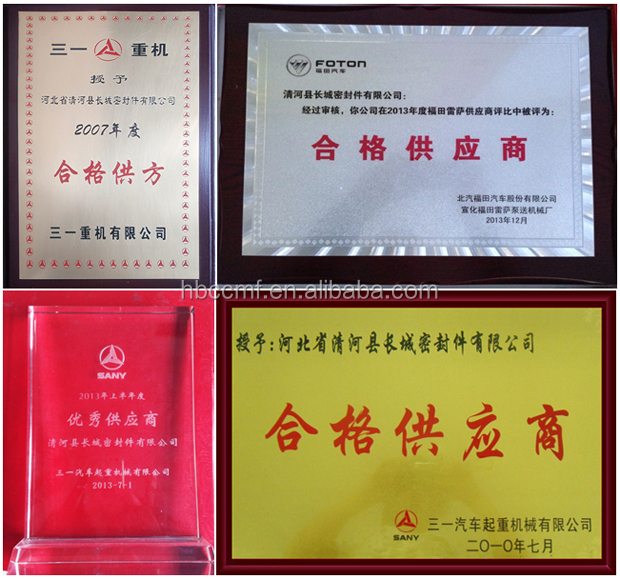 三一 重机
授予
河北省清河县长城密封件有限公司
2007年度
合格供方
三一重机有限公司
FOTON
福田汽车
清河县长城密封件有限公司:
经过审核,你公司在2013年度福田雷萨供应商评比中被评为:
合格供应商
北汽福田汽车股份有限公司
宣化福田雷萨泵送机械厂
2013年12月
hbccmf.en.alibaba.com
SANY
2013年上半年度
优秀供应商
清河县长城密封件有限公司
三一汽车起重机械有限公司
2013-7-1
授予:河北省清河县长城密封件有限公司
合格供应商
SANY
三一汽车起重机械有限公司
二〇一〇年七月